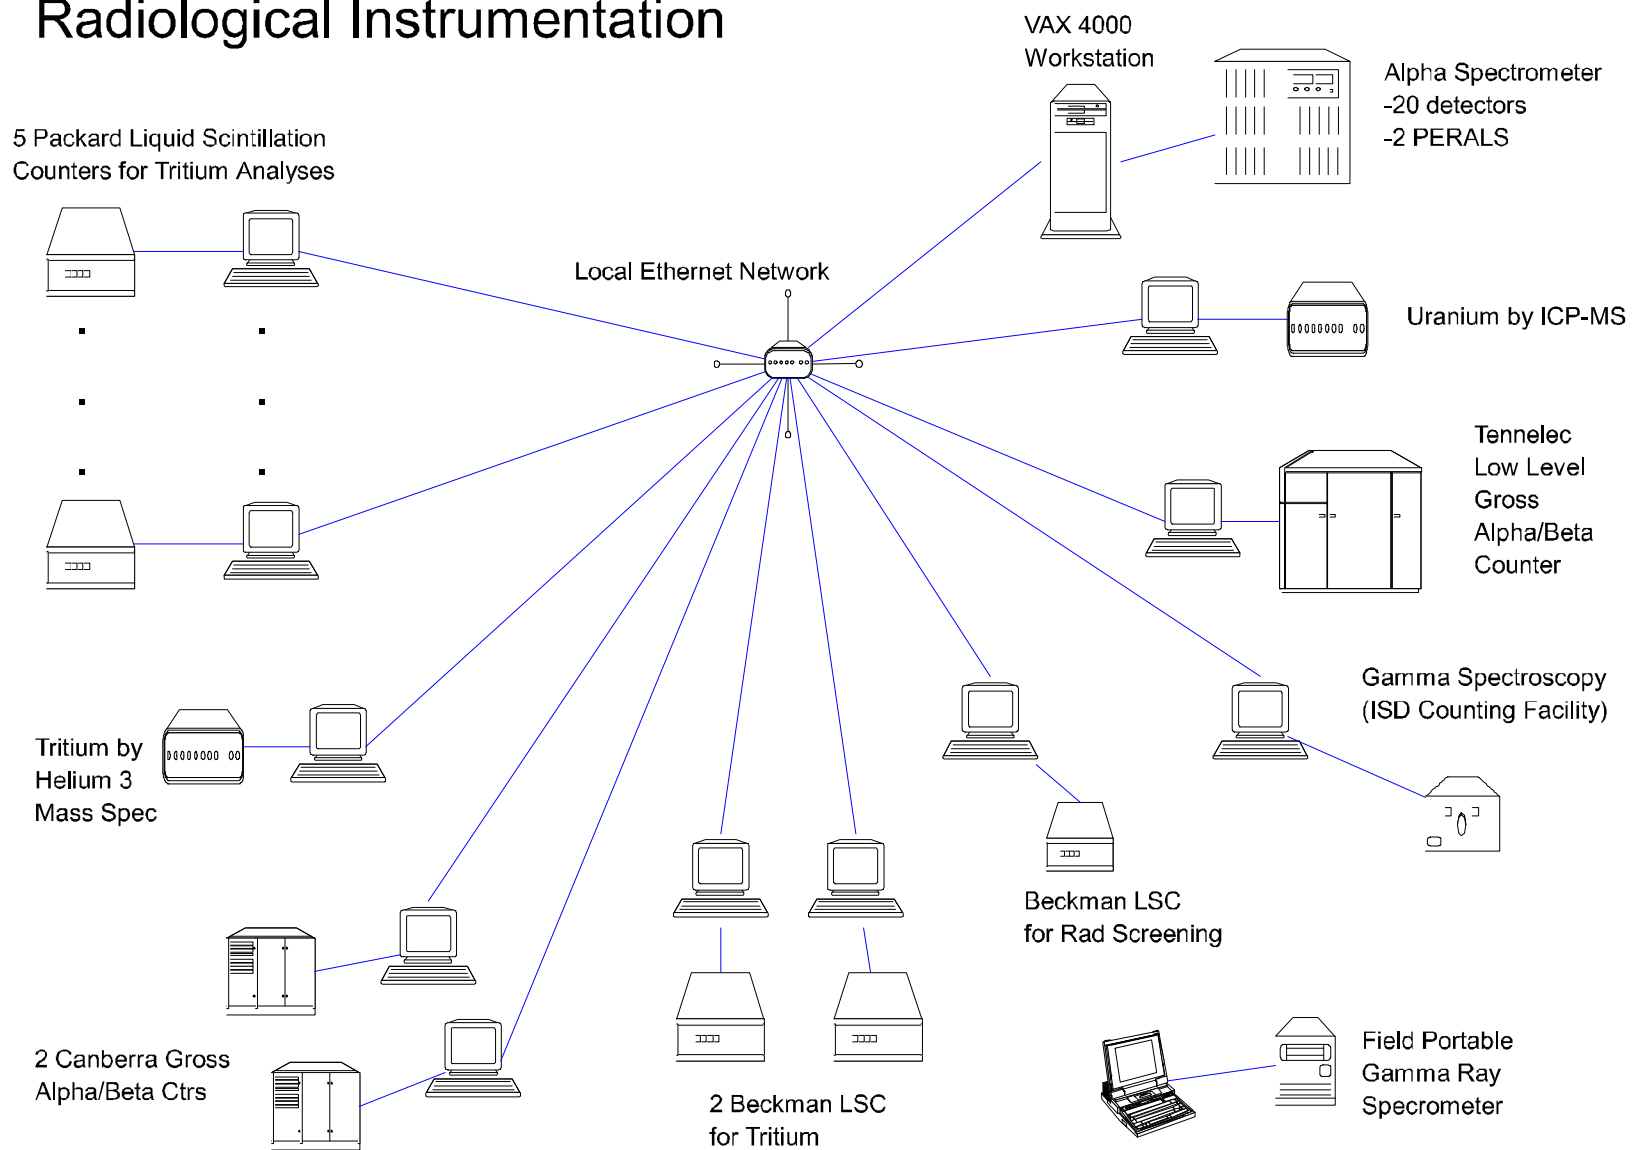 Radiological Instrumentation
VAX 4000
Workstation
Alpha Spectrometer
-20 detectors
-2 PERALS
5 Packard Liquid Scintillation
Counters for Tritium Analyses
Local Ethernet Network
Uranium by ICP-MS
Tennelec
Low Level
Gross
Alpha/Beta
Counter
Gamma Spectroscopy
(ISD Counting Facility)
Tritium by
Helium 3
Mass Spec
Beckman LSC
for Rad Screening
2 Canberra Gross
Alpha/Beta Ctrs
2 Beckman LSC
for Tritium
Field Portable
Gamma Ray
Specrometer